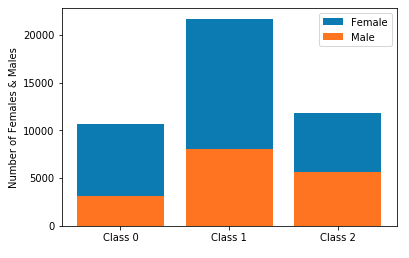 Female
Male
Number of Females & Males
20000
15000
10000
5000
0
Class 0
Class 1
Class 2